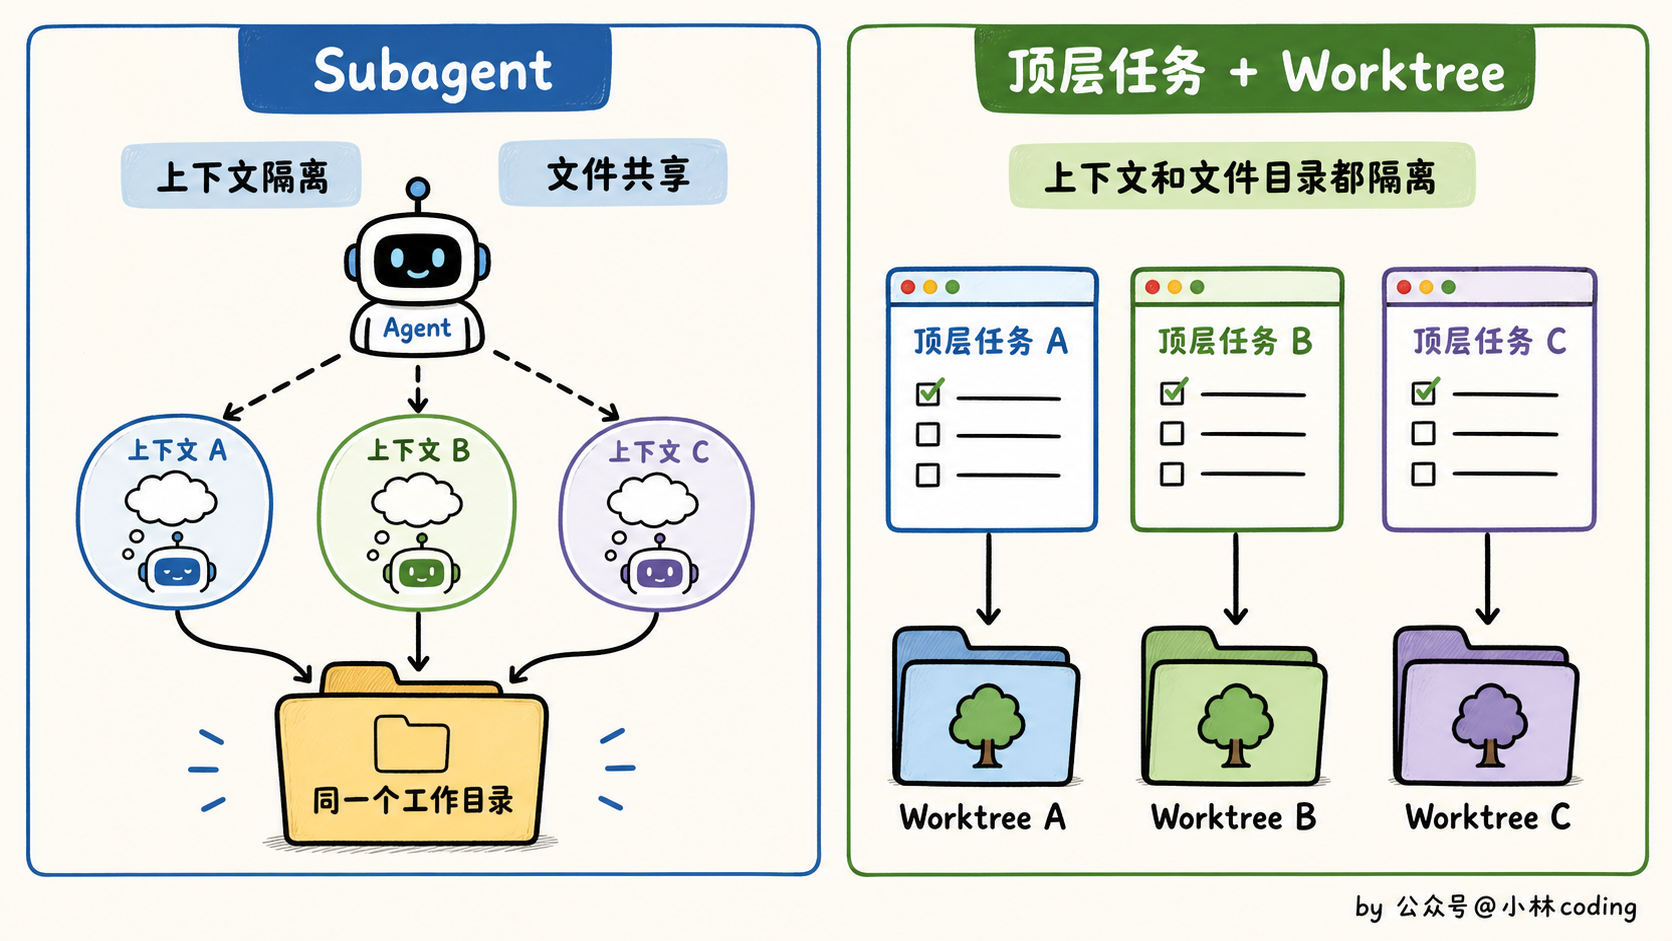 Subagent
上下文隔离
文件共享
Agent
上下文 A
上下文 B
上下文 C
同一个工作目录
顶层任务 + Worktree
上下文和文件目录都隔离
顶层任务 A
顶层任务 B
顶层任务 C
Worktree A
Worktree B
Worktree C
by 公众号@小林coding